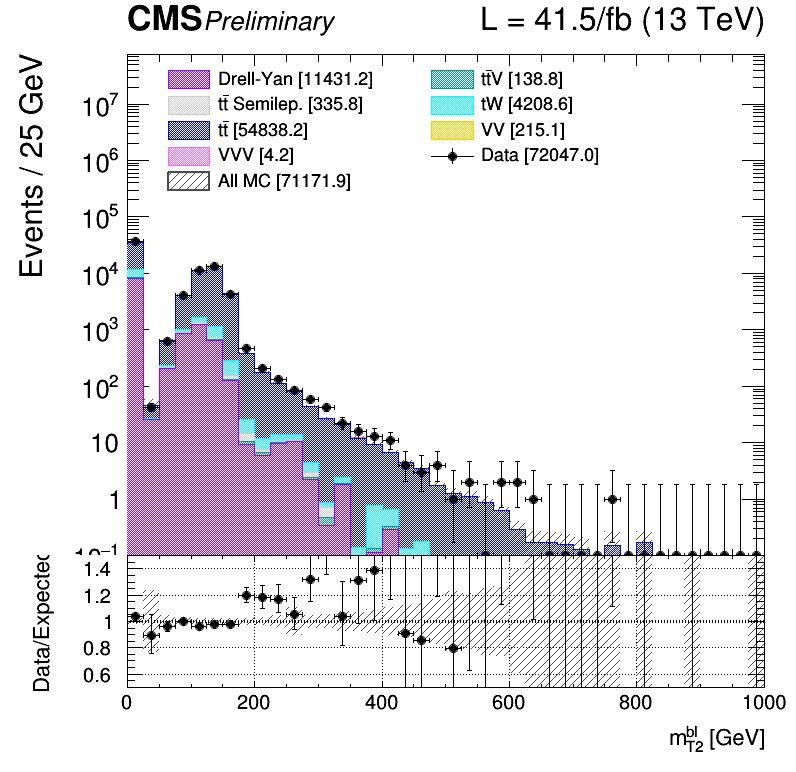 CMS Preliminary L = 41.5/fb (13 TeV)
Events / 25 GeV
Drell-Yan [11431.2]
tt̄ Semilep. [335.8]
tt̄ [54838.2]
VVV [4.2]
All MC [71171.9]
tt̄V [138.8]
tW [4208.6]
VV [215.1]
Data [72047.0]
10⁷
10⁶
10⁵
10⁴
10³
10²
10
1
10⁻¹
Data/Expected
1.4
1.2
1
0.8
0.6
0 200 400 600 800 1000
m_{T2}^{bl} [GeV]